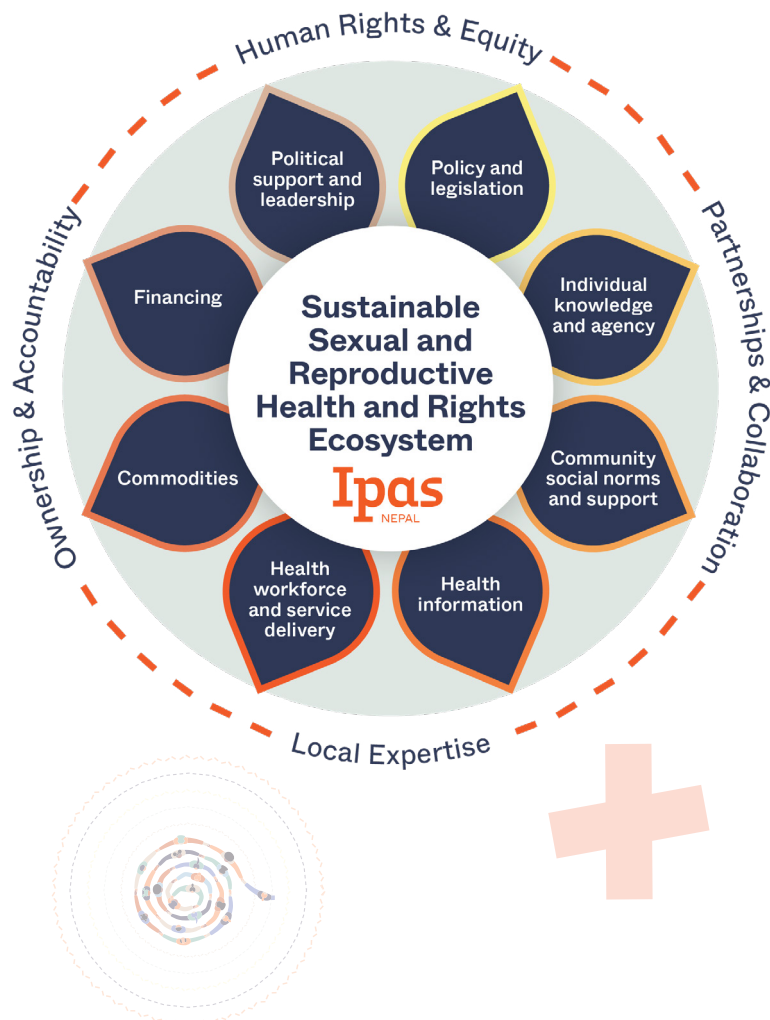 Human Rights & Equity
Political
support and
leadership
Policy and
legislation
Financing
Individual
knowledge
and agency
Ownership & Accountability
Partnerships & Collaboration
Sustainable
Sexual and
Reproductive
Health and Rights
Ecosystem
Ipas
NEPAL
Commodities
Community
social norms
and support
Health
workforce
and service
delivery
Health
information
Local Expertise